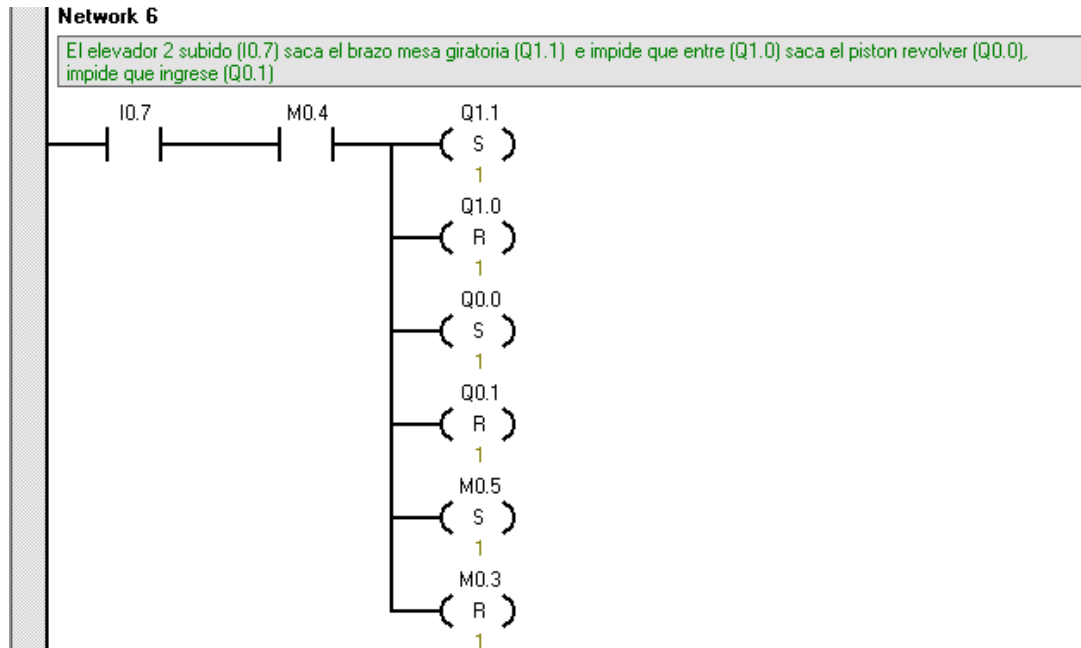 Network 6
El elevador 2 subido (I0.7) saca el brazo mesa giratoria (Q1.1)  e impide que entre (Q1.0) saca el piston revolver (Q0.0),
impide que ingrese (Q0.1)
I0.7 M0.4 Q1.1
S
1
Q1.0
R
1
Q0.0
S
1
Q0.1
R
1
M0.5
S
1
M0.3
R
1